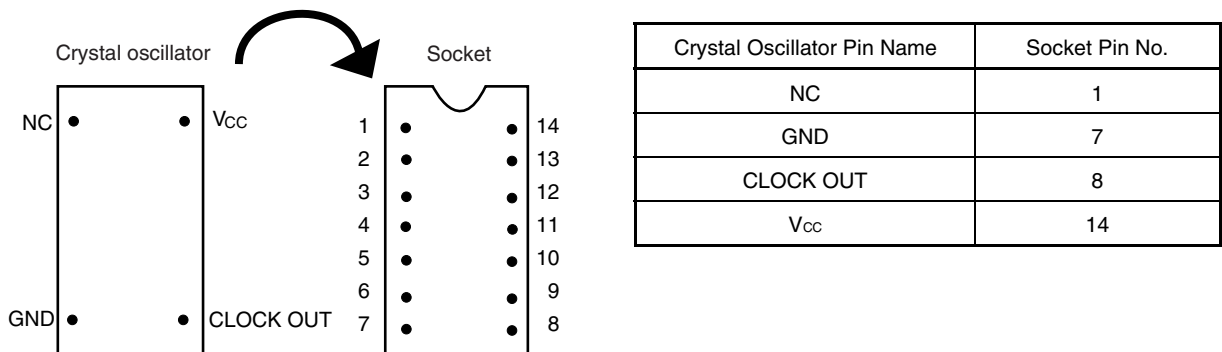 Crystal oscillator
NC
VCC
GND
CLOCK OUT
Socket
1 14
2 13
3 12
4 11
5 10
6 9
7 8
Crystal Oscillator Pin Name Socket Pin No.
NC 1
GND 7
CLOCK OUT 8
VCC 14